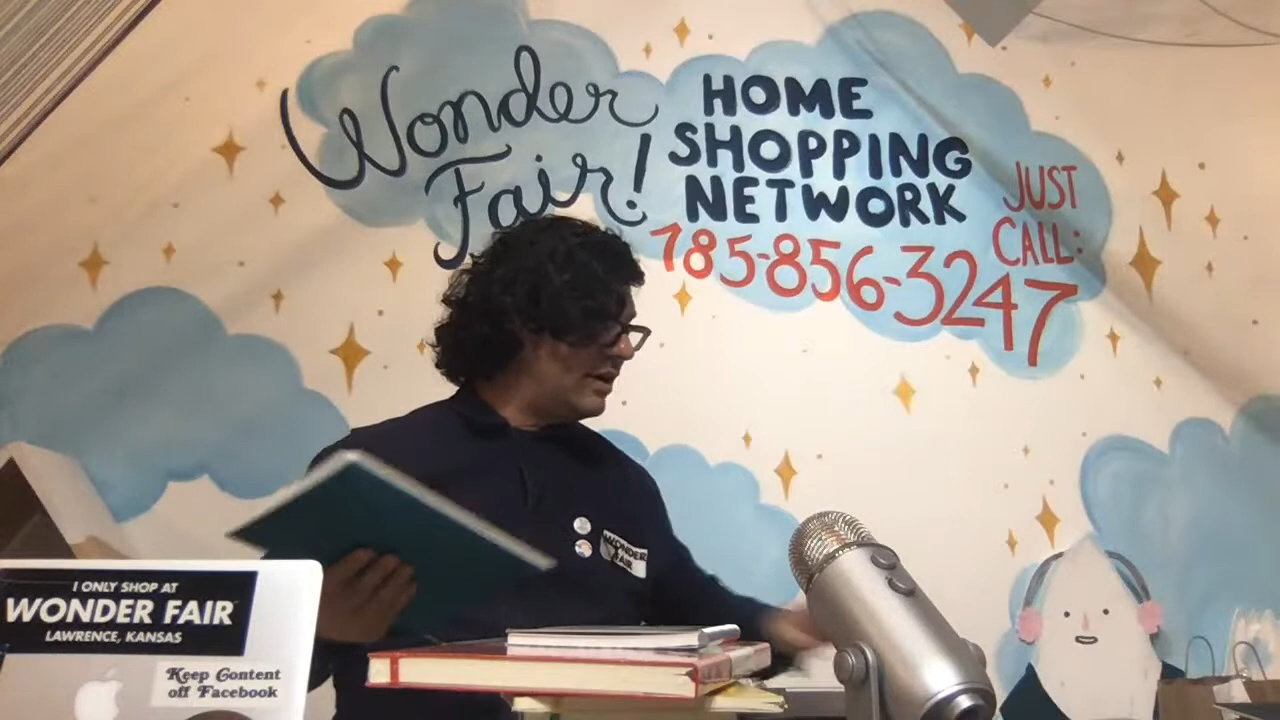 Wonder
Fair!
HOME
SHOPPING
NETWORK
JUST
CALL:
785-856-3247
WONDER
FAIR
I ONLY SHOP AT
WONDER FAIR
LAWRENCE, KANSAS
Keep Content
off Facebook